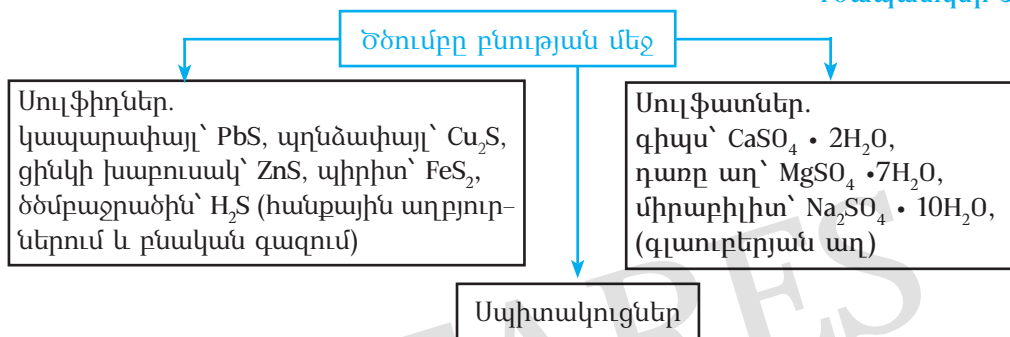 Ծծումբը բնության մեջ
Սուլֆիդներ.
կապարափայլ՝ PbS, պղնձափայլ՝ Cu₂S,
ցինկի խաբուսակ՝ ZnS, պիրիտ՝ FeS₂,
ծծմբաջրածին՝ H₂S (հանքային աղբյուր-
ներում և բնական գազում)
Սուլֆատներ.
գիպս՝ CaSO₄ • 2H₂O,
դառը աղ՝ MgSO₄ •7H₂O,
միրաբիլիտ՝ Na₂SO₄ • 10H₂O,
(գլաուբերյան աղ)
Սպիտակուցներ